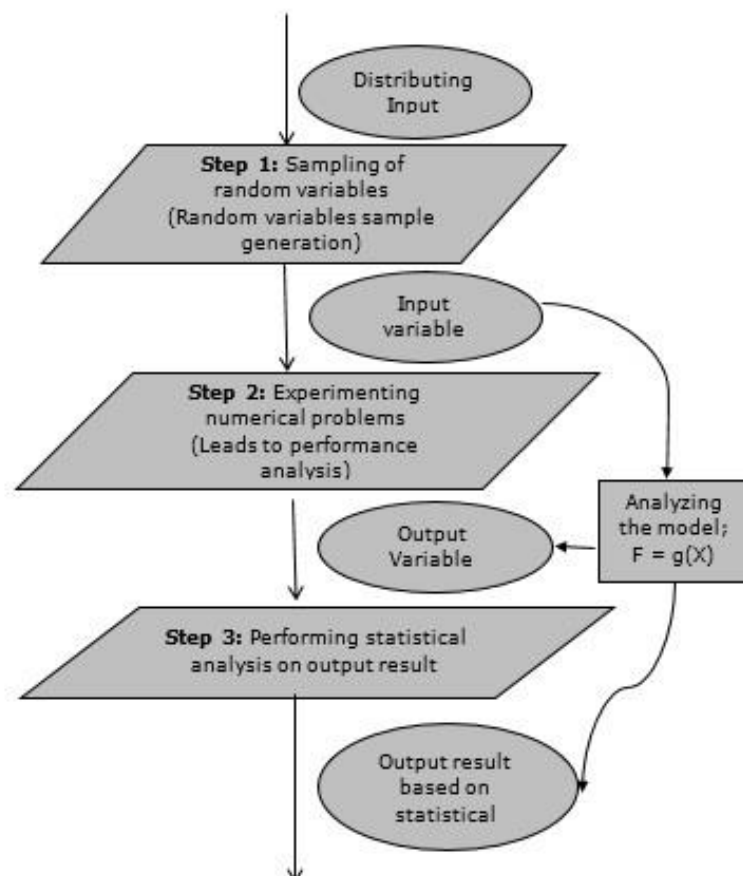 Distributing
Input
Step 1: Sampling of
random variables
(Random variables sample
generation)
Input
variable
Step 2: Experimenting
numerical problems
(Leads to performance
analysis)
Analyzing
the model;
F = g(X)
Output
Variable
Step 3: Performing statistical
analysis on output result
Output result
based on
statistical